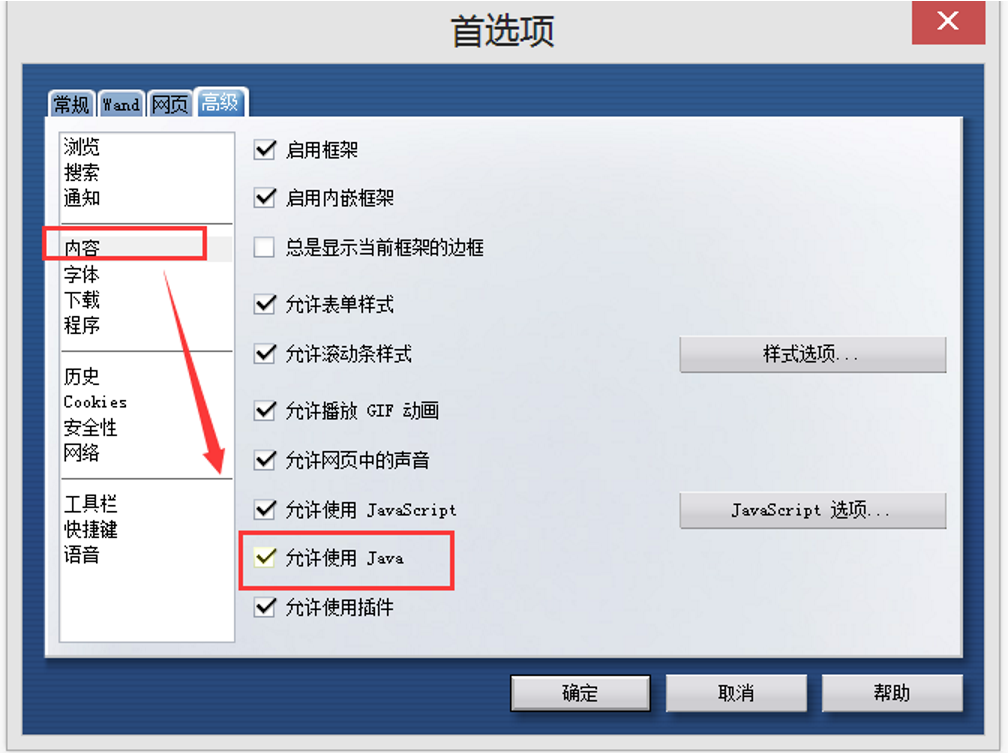 首选项
常规 Wand 网页 高级
浏览
搜索
通知
内容
字体
下载
程序
历史
Cookies
安全性
网络
工具栏
快捷键
语音
启用框架
启用内嵌框架
总是显示当前框架的边框
允许表单样式
允许滚动条样式
样式选项...
允许播放 GIF 动画
允许网页中的声音
允许使用 JavaScript
JavaScript 选项...
允许使用 Java
允许使用插件
确定 取消 帮助